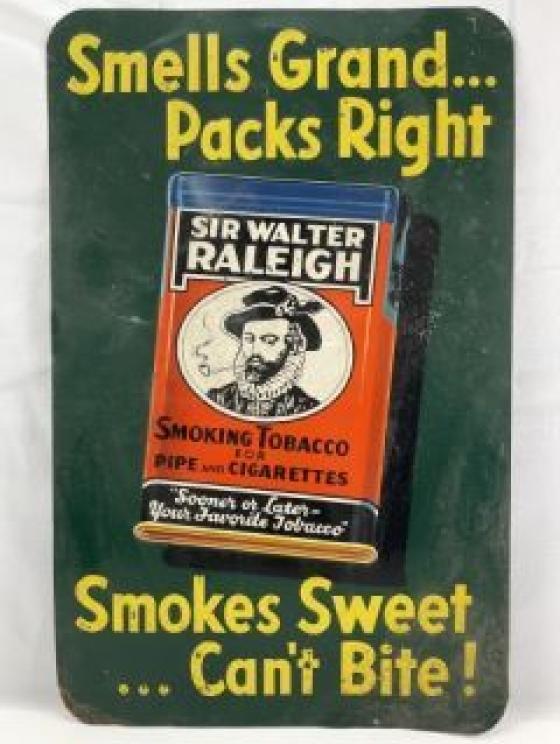 Smells Grand...
Packs Right
SIR WALTER
RALEIGH
SMOKING TOBACCO
FOR
PIPE AND CIGARETTES
"Sooner or Later-
Your Favorite Tobacco"
Smokes Sweet
... Can't Bite!